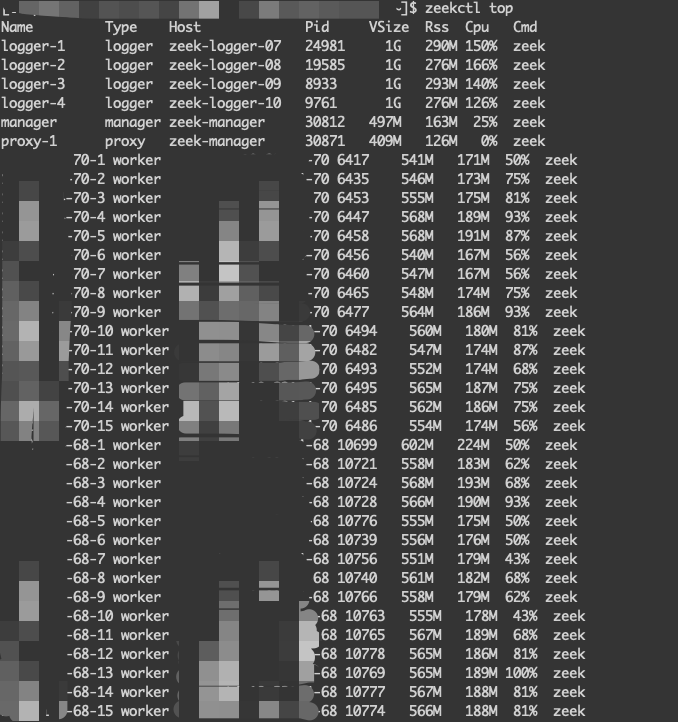 ~]$ zeekctl top
Name Type Host Pid VSize Rss Cpu Cmd
logger-1 logger zeek-logger-07 24981 1G 290M 150% zeek
logger-2 logger zeek-logger-08 19585 1G 276M 166% zeek
logger-3 logger zeek-logger-09 8933 1G 293M 140% zeek
logger-4 logger zeek-logger-10 9761 1G 276M 126% zeek
manager manager zeek-manager 30812 497M 163M 25% zeek
proxy-1 proxy zeek-manager 30871 409M 126M 0% zeek
70-1 worker -70 6417 541M 171M 50% zeek
-70-2 worker -70 6435 546M 173M 75% zeek
-70-3 worker 70 6453 555M 175M 81% zeek
-70-4 worker -70 6447 568M 189M 93% zeek
-70-5 worker -70 6458 568M 191M 87% zeek
70-6 worker -70 6456 540M 167M 56% zeek
70-7 worker -70 6460 547M 167M 56% zeek
-70-8 worker -70 6465 548M 174M 75% zeek
-70-9 worker -70 6477 564M 186M 93% zeek
-70-10 worker -70 6494 560M 180M 81% zeek
-70-11 worker -70 6482 547M 174M 87% zeek
-70-12 worker -70 6493 552M 174M 68% zeek
-70-13 worker -70 6495 565M 187M 75% zeek
-70-14 worker -70 6485 562M 186M 75% zeek
-70-15 worker -70 6486 554M 174M 56% zeek
-68-1 worker -68 10699 602M 224M 50% zeek
-68-2 worker -68 10721 558M 183M 62% zeek
-68-3 worker -68 10724 568M 193M 68% zeek
-68-4 worker -68 10728 566M 190M 93% zeek
-68-5 worker -68 10776 555M 175M 50% zeek
-68-6 worker -68 10739 556M 176M 50% zeek
-68-7 worker -68 10756 551M 179M 43% zeek
-68-8 worker 68 10740 561M 182M 68% zeek
-68-9 worker -68 10766 558M 179M 62% zeek
-68-10 worker -68 10763 555M 178M 43% zeek
-68-11 worker -68 10765 567M 189M 68% zeek
-68-12 worker -68 10778 565M 186M 81% zeek
-68-13 worker -68 10769 565M 189M 100% zeek
-68-14 worker -68 10777 567M 188M 81% zeek
-68-15 worker -68 10774 566M 188M 81% zeek